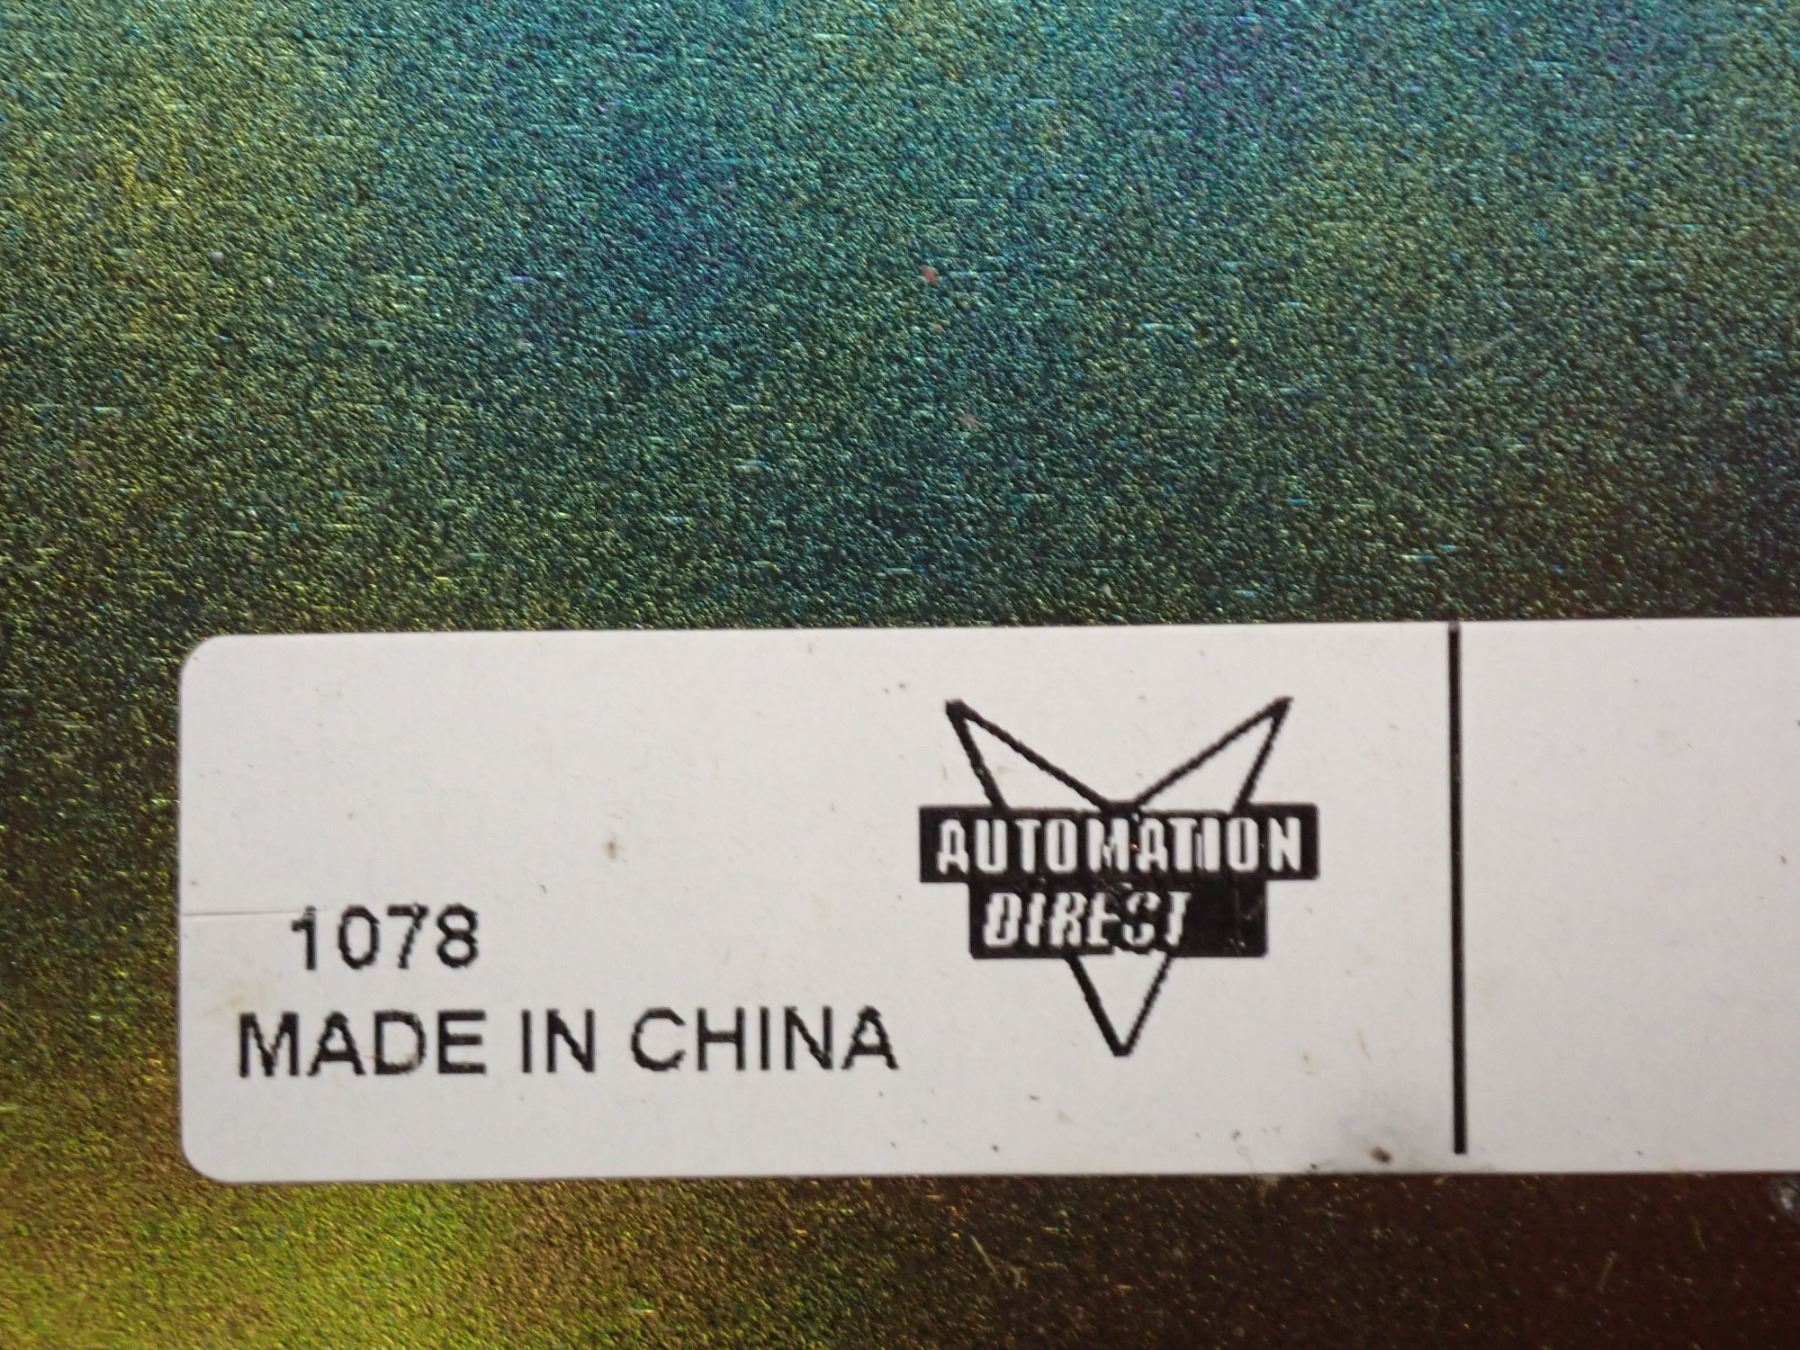 AUTOMATION
DIRECT
1078
MADE IN CHINA